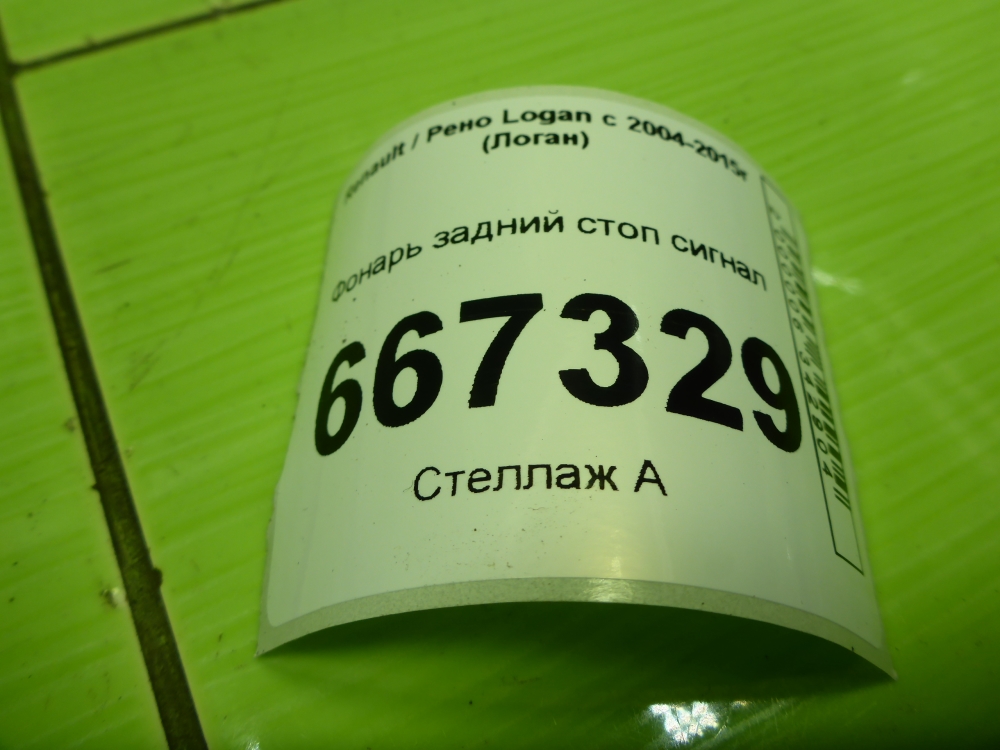 Renault / Рено Logan с 2004-2015г
(Логан)
фонарь задний стоп сигнал
667329
Стеллаж А